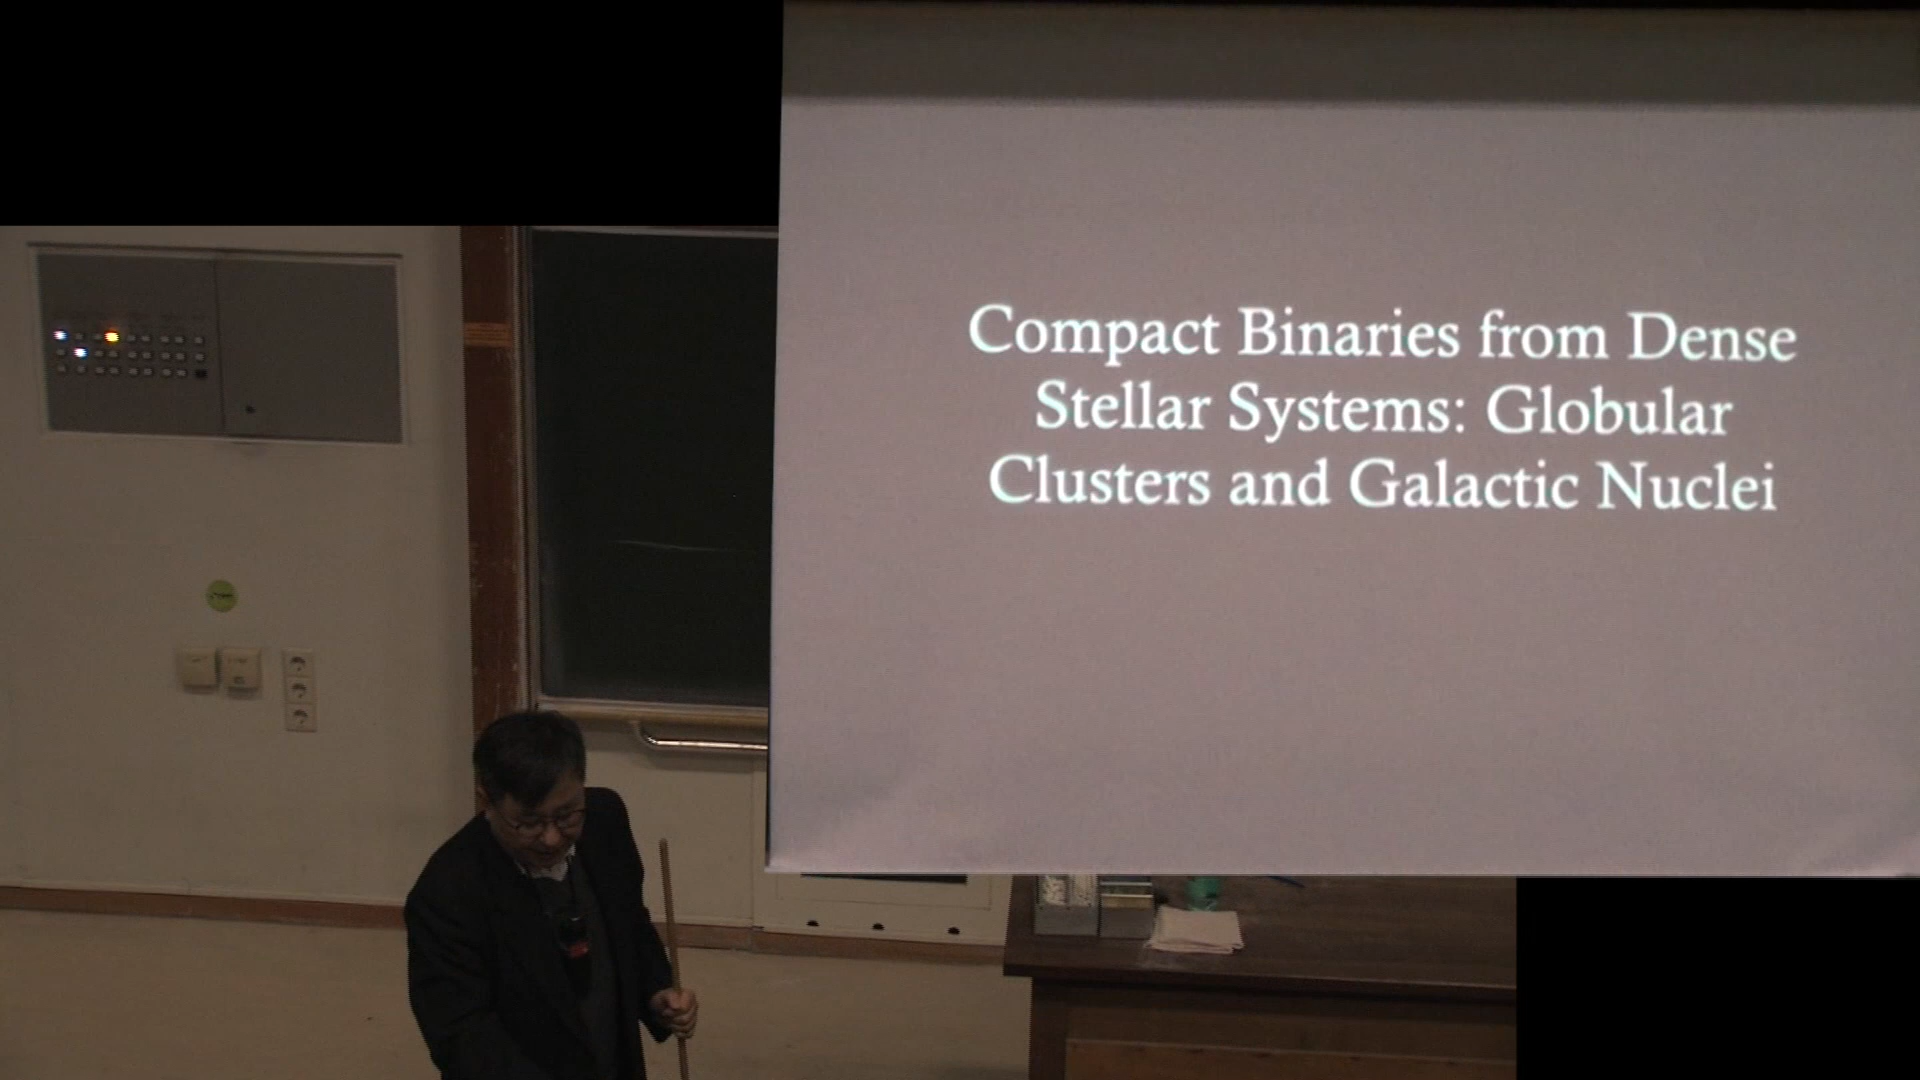 Compact Binaries from Dense
Stellar Systems: Globular
Clusters and Galactic Nuclei